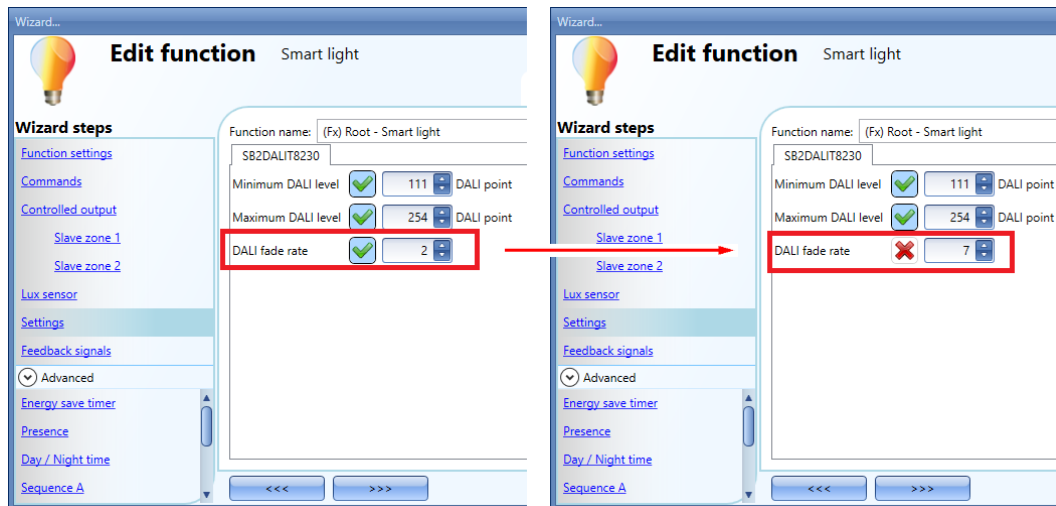 Wizard...
Edit function Smart light
Wizard steps
Function settings
Commands
Controlled output
Slave zone 1
Slave zone 2
Lux sensor
Settings
Feedback signals
Advanced
Energy save timer
Presence
Day / Night time
Sequence A
Function name: (Fx) Root - Smart light
SB2DALIT8230
Minimum DALI level 111 DALI point
Maximum DALI level 254 DALI point
DALI fade rate 2
<<< >>>
Wizard...
Edit function Smart light
Wizard steps
Function settings
Commands
Controlled output
Slave zone 1
Slave zone 2
Lux sensor
Settings
Feedback signals
Advanced
Energy save timer
Presence
Day / Night time
Sequence A
Function name: (Fx) Root - Smart light
SB2DALIT8230
Minimum DALI level 111 DALI point
Maximum DALI level 254 DALI point
DALI fade rate 7
<<< >>>